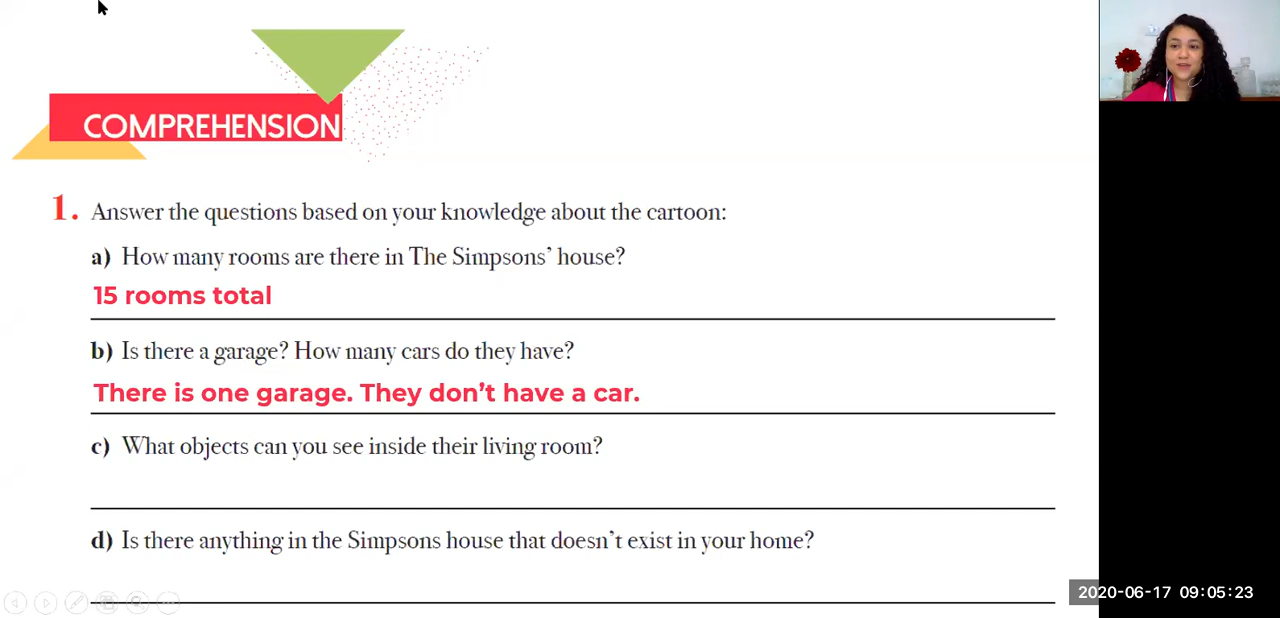 COMPREHENSION
1. Answer the questions based on your knowledge about the cartoon:
a) How many rooms are there in The Simpsons’ house?
15 rooms total
b) Is there a garage? How many cars do they have?
There is one garage. They don’t have a car.
c) What objects can you see inside their living room?
d) Is there anything in the Simpsons house that doesn’t exist in your home?
2020-06-17 09:05:23